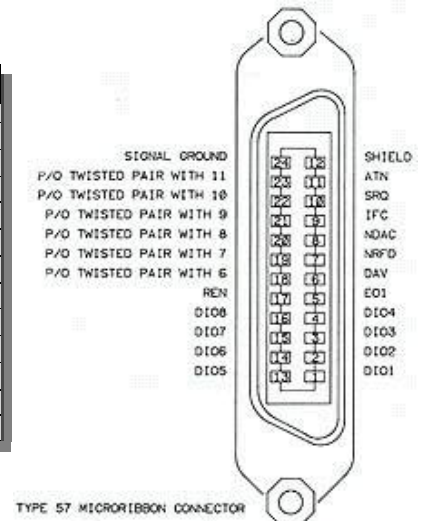 SIGNAL GROUND 24 12 SHIELD
P/O TWISTED PAIR WITH 11 23 11 ATN
P/O TWISTED PAIR WITH 10 22 10 SRQ
P/O TWISTED PAIR WITH 9 21 9 IFC
P/O TWISTED PAIR WITH 8 20 8 NDAC
P/O TWISTED PAIR WITH 7 19 7 NRFD
P/O TWISTED PAIR WITH 6 18 6 DAV
REN 17 5 EOI
DIO8 16 4 DIO4
DIO7 15 3 DIO3
DIO6 14 2 DIO2
DIO5 13 1 DIO1
TYPE 57 MICRORIBBON CONNECTOR